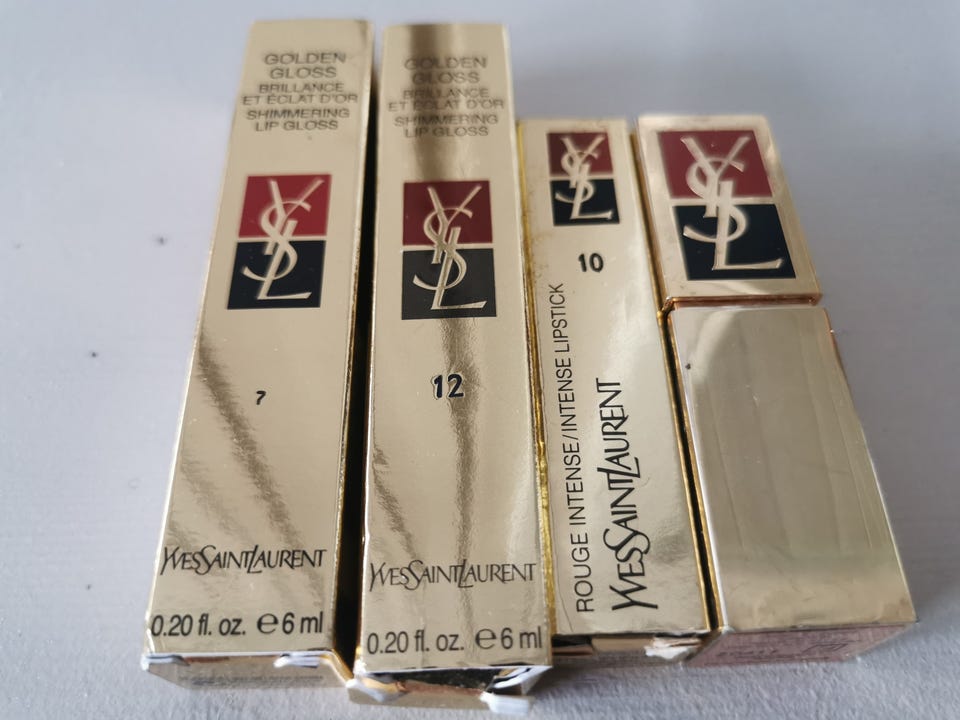 GOLDEN
GLOSS
BRILLANCE
ET ÉCLAT D'OR
SHIMMERING
LIP GLOSS
YSL
7
YVESSAINTLAURENT
0.20 fl. oz. e 6 ml
GOLDEN
GLOSS
BRILLANCE
ET ÉCLAT D'OR
SHIMMERING
LIP GLOSS
YSL
12
YVESSAINTLAURENT
0.20 fl. oz. e 6 ml
YSL
10
ROUGE INTENSE/INTENSE LIPSTICK
YVESSAINTLAURENT
YSL